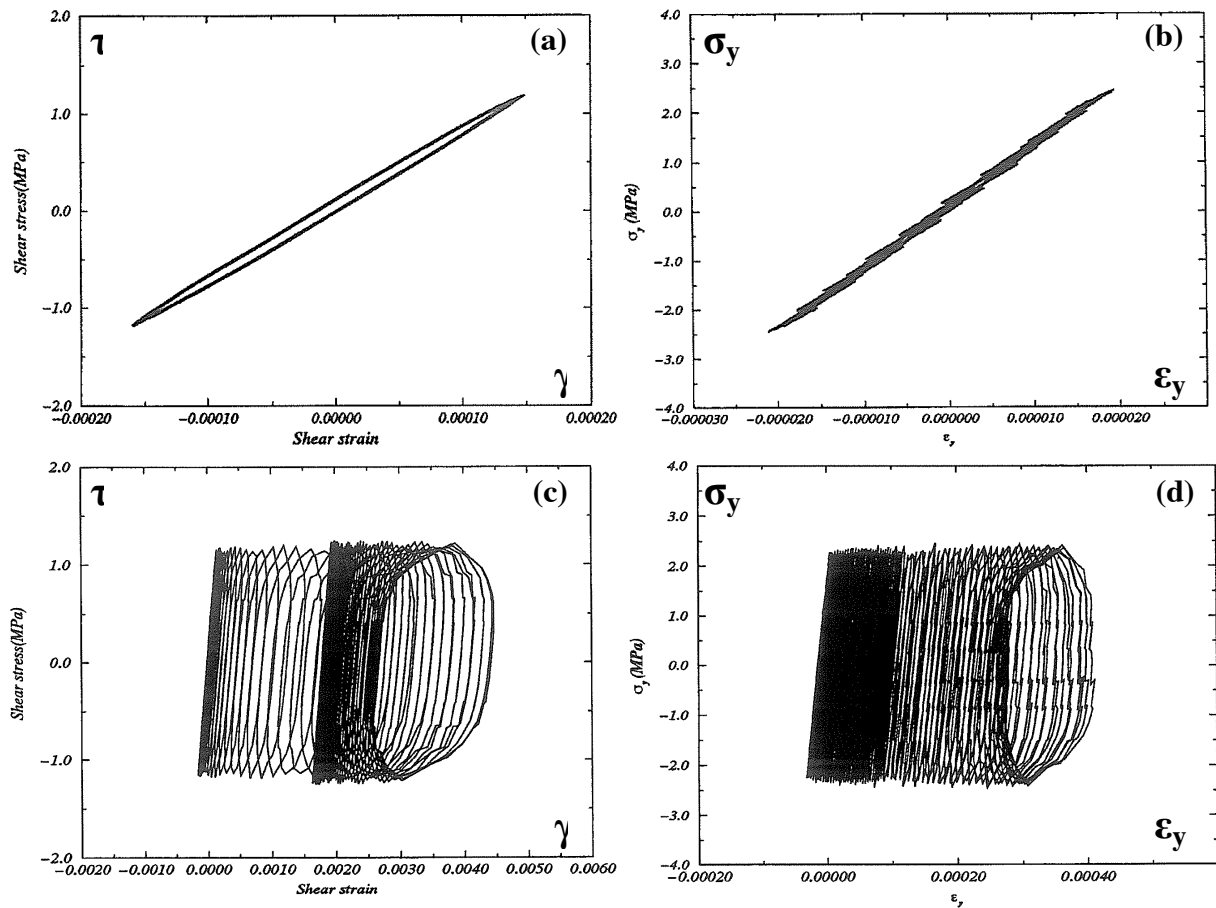 τ
(a)
2.0
1.0
0.0
−1.0
−2.0
Shear stress(MPa)
γ
−0.00020
−0.00010
0.00000
0.00010
0.00020
Shear strain
σy
(b)
4.0
3.0
2.0
1.0
0.0
−1.0
−2.0
−3.0
−4.0
σy (MPa)
εy
−0.000030
−0.000020
−0.000010
0.000000
0.000010
0.000020
εy
τ
(c)
2.0
1.0
0.0
−1.0
−2.0
Shear stress(MPa)
γ
−0.0020
−0.0010
0.0000
0.0010
0.0020
0.0030
0.0040
0.0050
0.0060
Shear strain
σy
(d)
4.0
3.0
2.0
1.0
0.0
−1.0
−2.0
−3.0
−4.0
σy (MPa)
εy
−0.00020
0.00000
0.00020
0.00040
εy